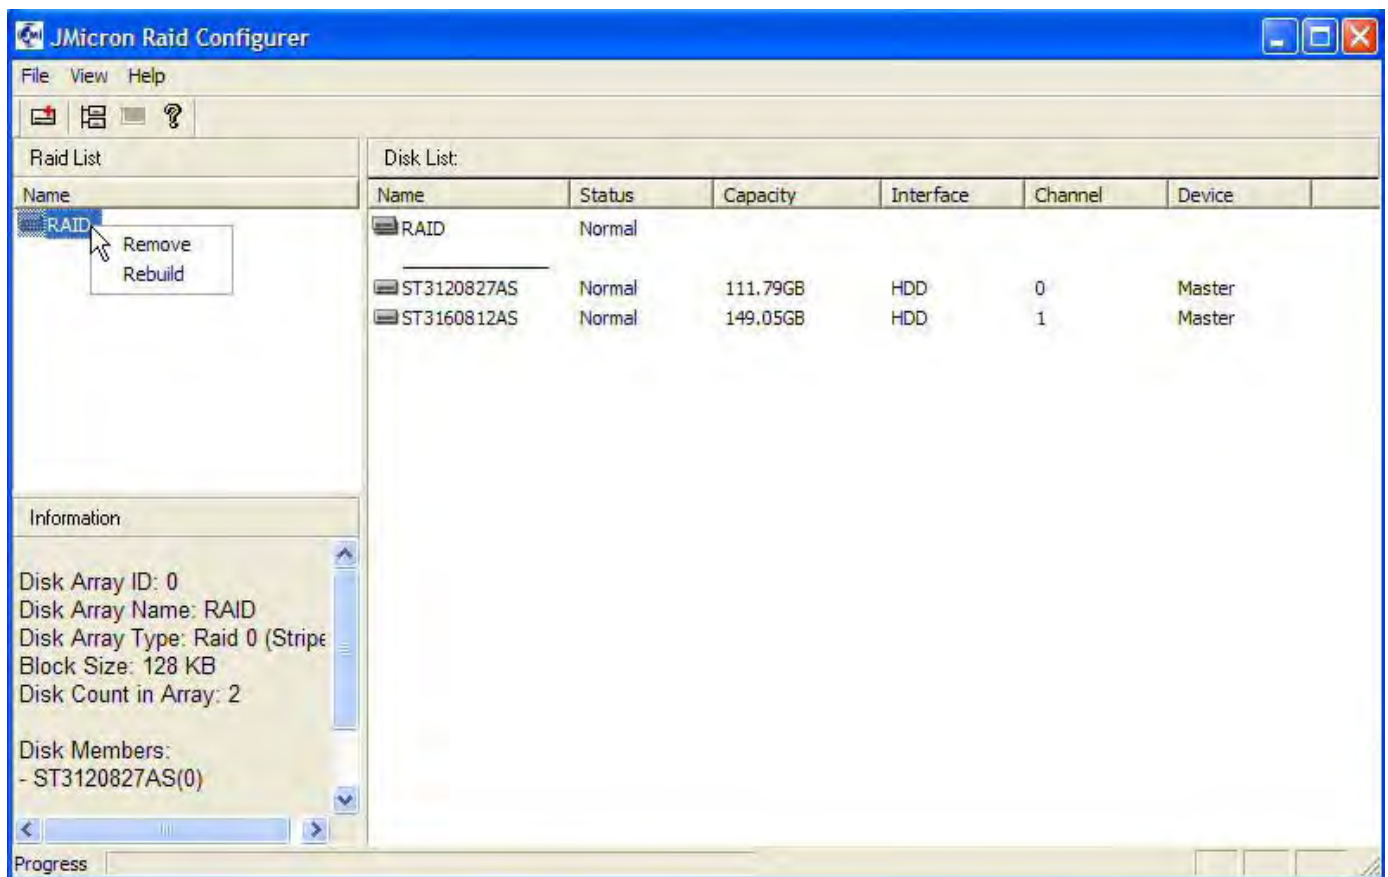 JMicron Raid Configurer
File View Help
Raid List
Name
RAID
Remove
Rebuild
Disk List:
Name Status Capacity Interface Channel Device
RAID Normal
ST3120827AS Normal 111.79GB HDD 0 Master
ST3160812AS Normal 149.05GB HDD 1 Master
Information
Disk Array ID: 0
Disk Array Name: RAID
Disk Array Type: Raid 0 (Stripe
Block Size: 128 KB
Disk Count in Array: 2
Disk Members:
- ST3120827AS(0)
Progress